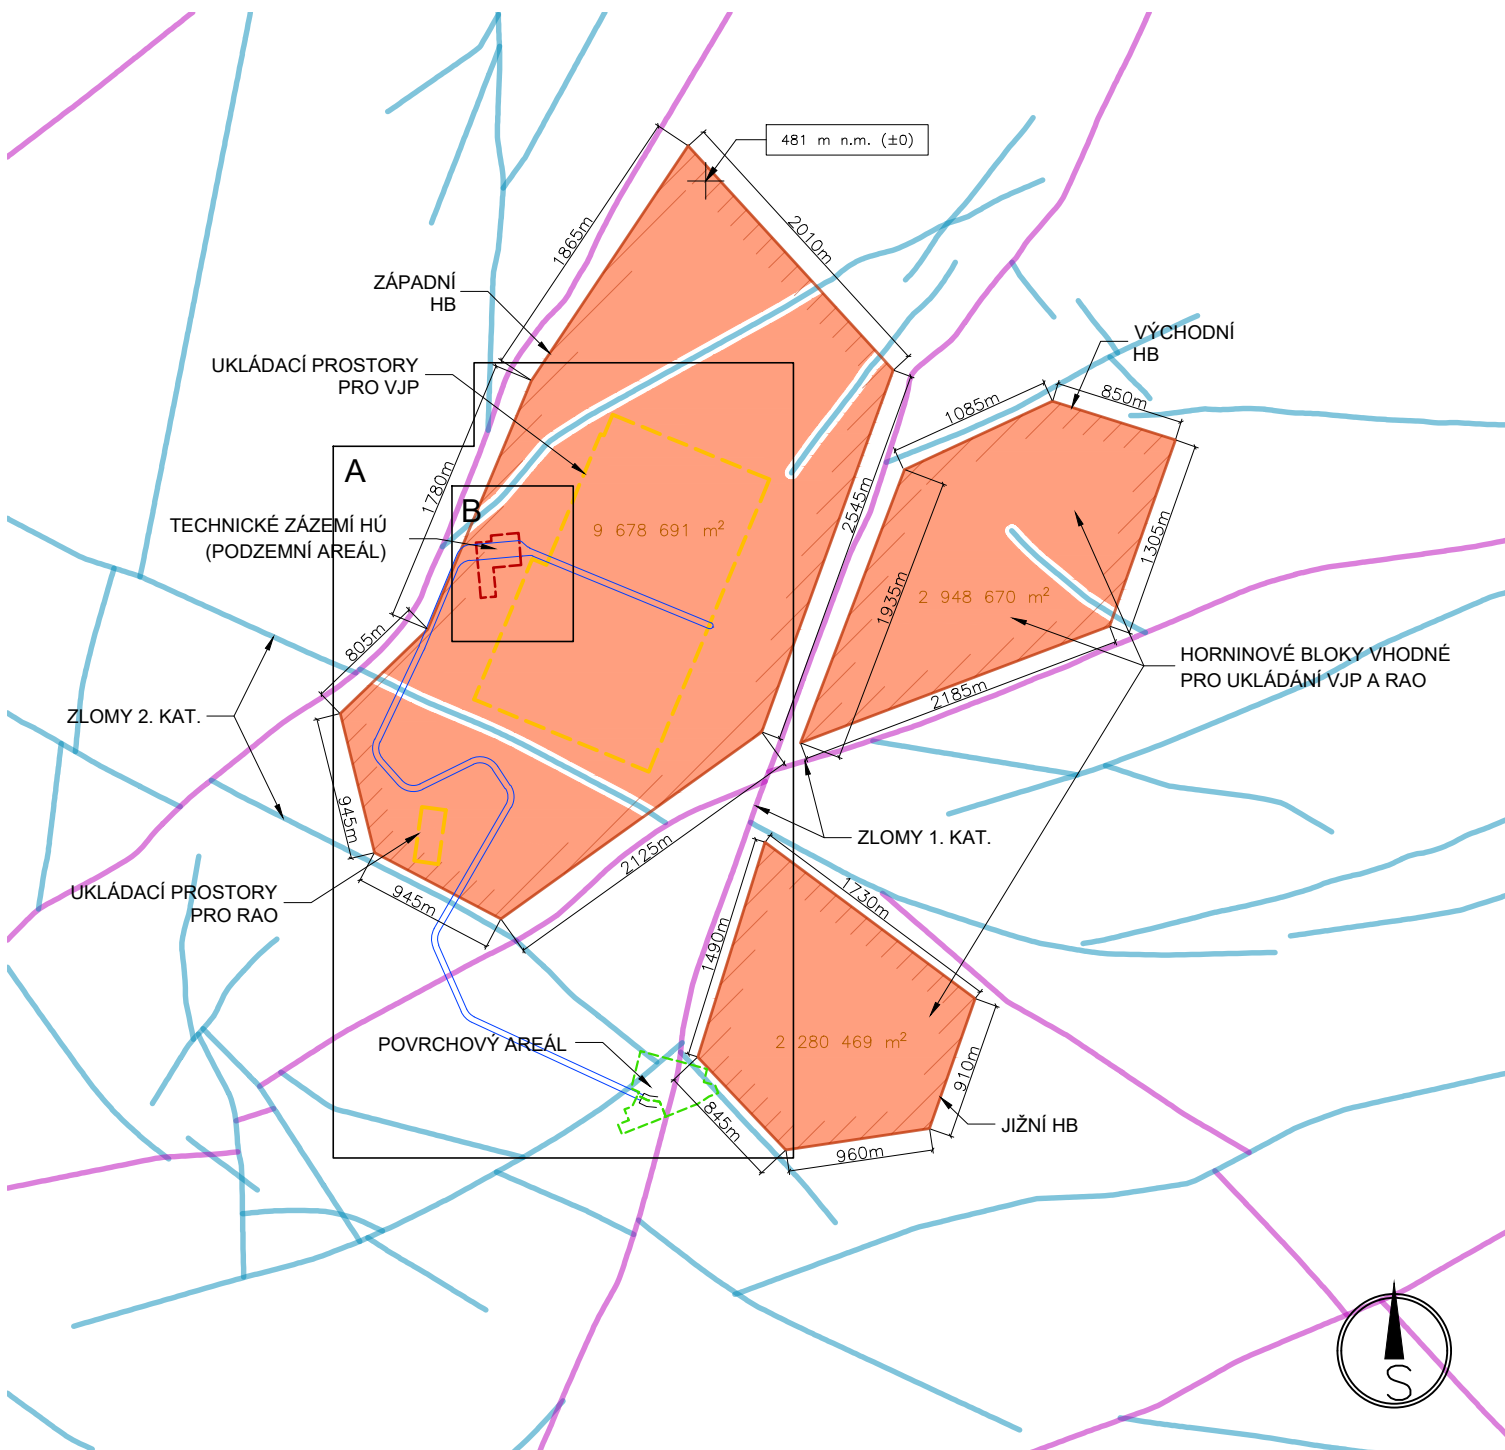 481 m n.m. (±0)
1865m
2010m
ZÁPADNÍ
HB
VÝCHODNÍ
HB
UKLÁDACÍ PROSTORY
PRO VJP
850m
1085m
A
1780m
B
2545m
9 678 691 m²
TECHNICKÉ ZÁZEMÍ HÚ
(PODZEMNÍ AREÁL)
1305m
1935m
2 948 670 m²
805m
HORNINOVÉ BLOKY VHODNÉ
PRO UKLÁDÁNÍ VJP A RAO
2185m
ZLOMY 2. KAT.
945m
ZLOMY 1. KAT.
2125m
UKLÁDACÍ PROSTORY
PRO RAO
945m
1730m
1490m
POVRCHOVÝ AREÁL
2 280 469 m²
910m
845m
JIŽNÍ HB
960m
S